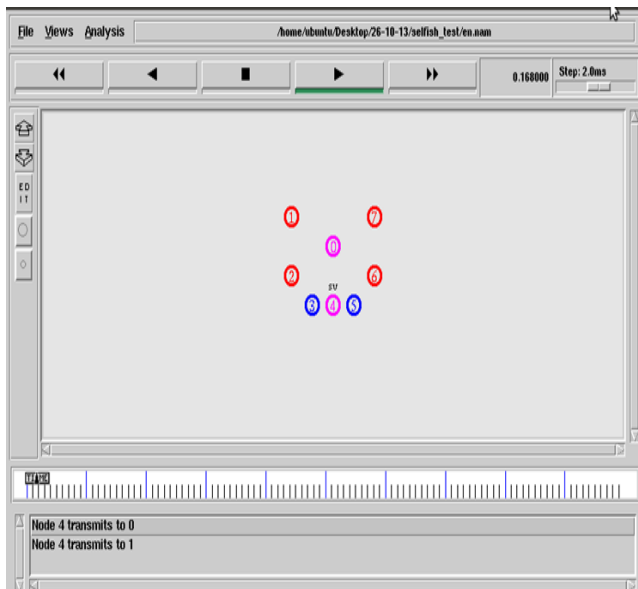 File Views Analysis /home/ubuntu/Desktop/26-10-13/selfish_test/en.nam
0.168000 Step: 2.0ms
ED
IT
1 7
0
2 6
sv
3 4 5
TIME
Node 4 transmits to 0
Node 4 transmits to 1